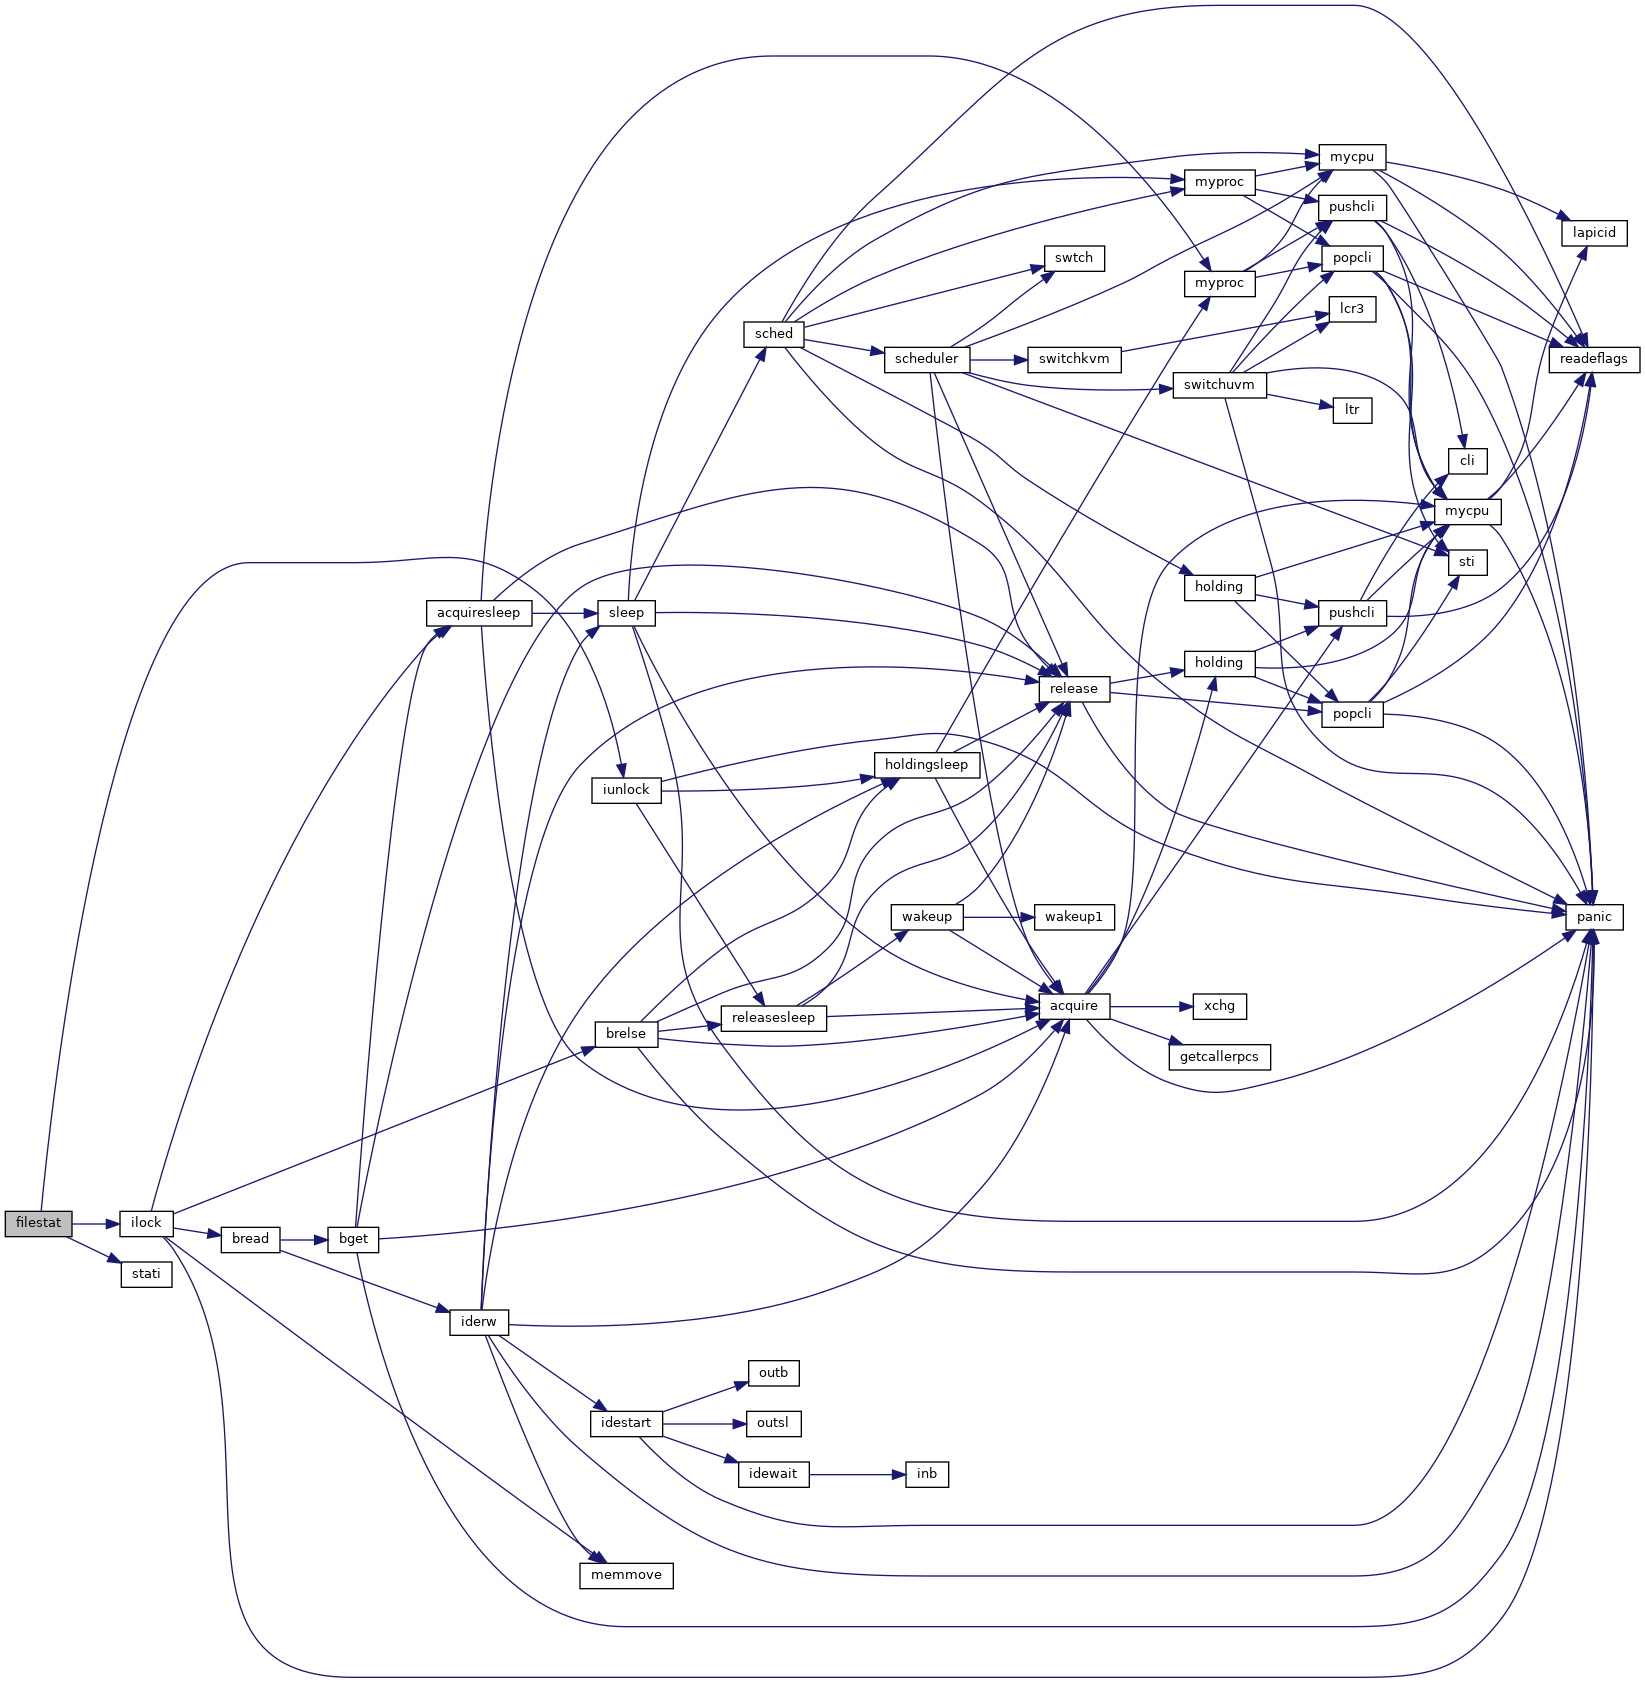 mycpu
myproc
pushcli
lapicid
swtch
popcli
myproc
lcr3
sched
scheduler
switchkvm
readeflags
switchuvm
ltr
cli
mycpu
sti
holding
acquiresleep
sleep
pushcli
holding
release
popcli
holdingsleep
iunlock
wakeup
wakeup1
panic
acquire
xchg
releasesleep
brelse
getcallerpcs
filestat
ilock
bread
bget
stati
iderw
outb
idestart
outsl
idewait
inb
memmove